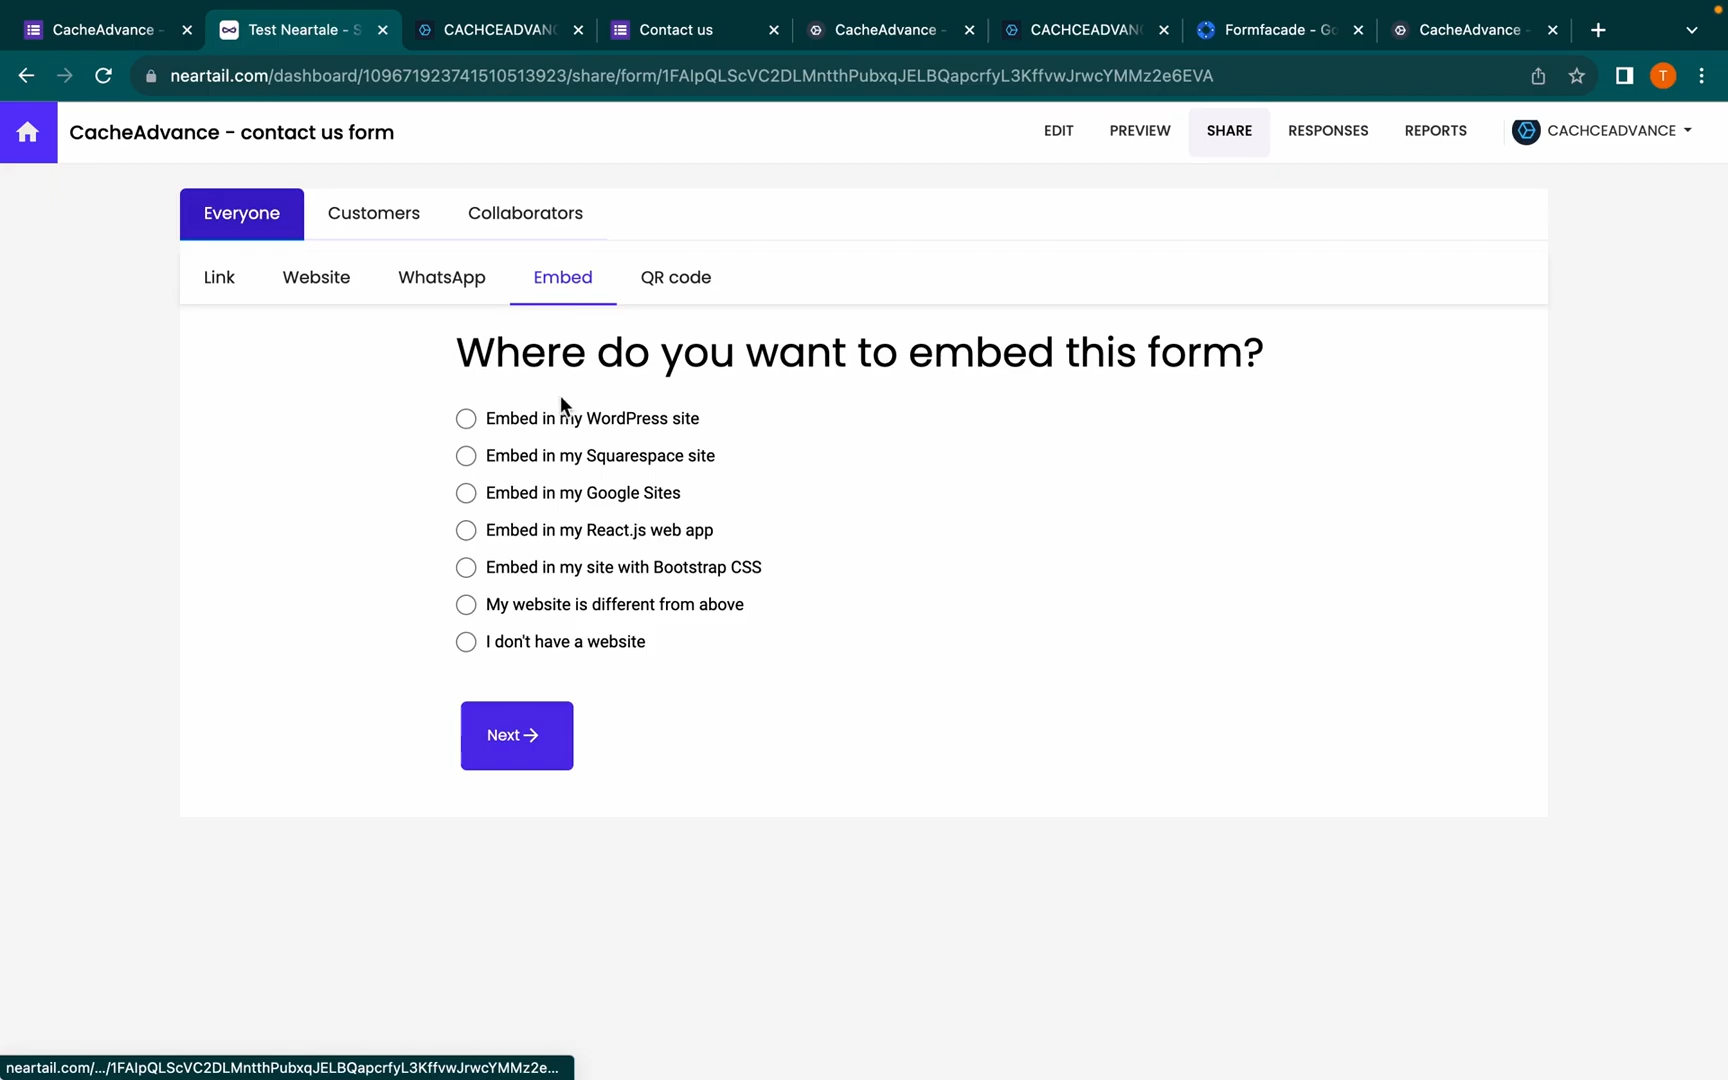 CacheAdvance -
Test Neartale - S
CACHCEADVANC
Contact us
CacheAdvance -
CACHCEADVANC
Formfacade - Go
CacheAdvance -
neartail.com/dashboard/109671923741510513923/share/form/1FAIpQLScVC2DLMntthPubxqJELBQapcrfyL3KffvwJrwcYMMz2e6EVA
T
CacheAdvance - contact us form
EDIT
PREVIEW
SHARE
RESPONSES
REPORTS
CACHCEADVANCE
Everyone
Customers
Collaborators
Link
Website
WhatsApp
Embed
QR code
Where do you want to embed this form?
Embed in my WordPress site
Embed in my Squarespace site
Embed in my Google Sites
Embed in my React.js web app
Embed in my site with Bootstrap CSS
My website is different from above
I don't have a website
Next →
neartail.com/.../1FAIpQLScVC2DLMntthPubxqJELBQapcrfyL3KffvwJrwcYMMz2e...